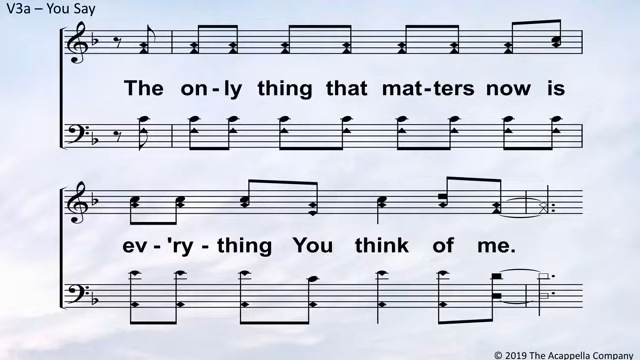 V3a – You Say
The on - ly thing that mat - ters now is
ev - 'ry - thing You think of me.
© 2019 The Acappella Company